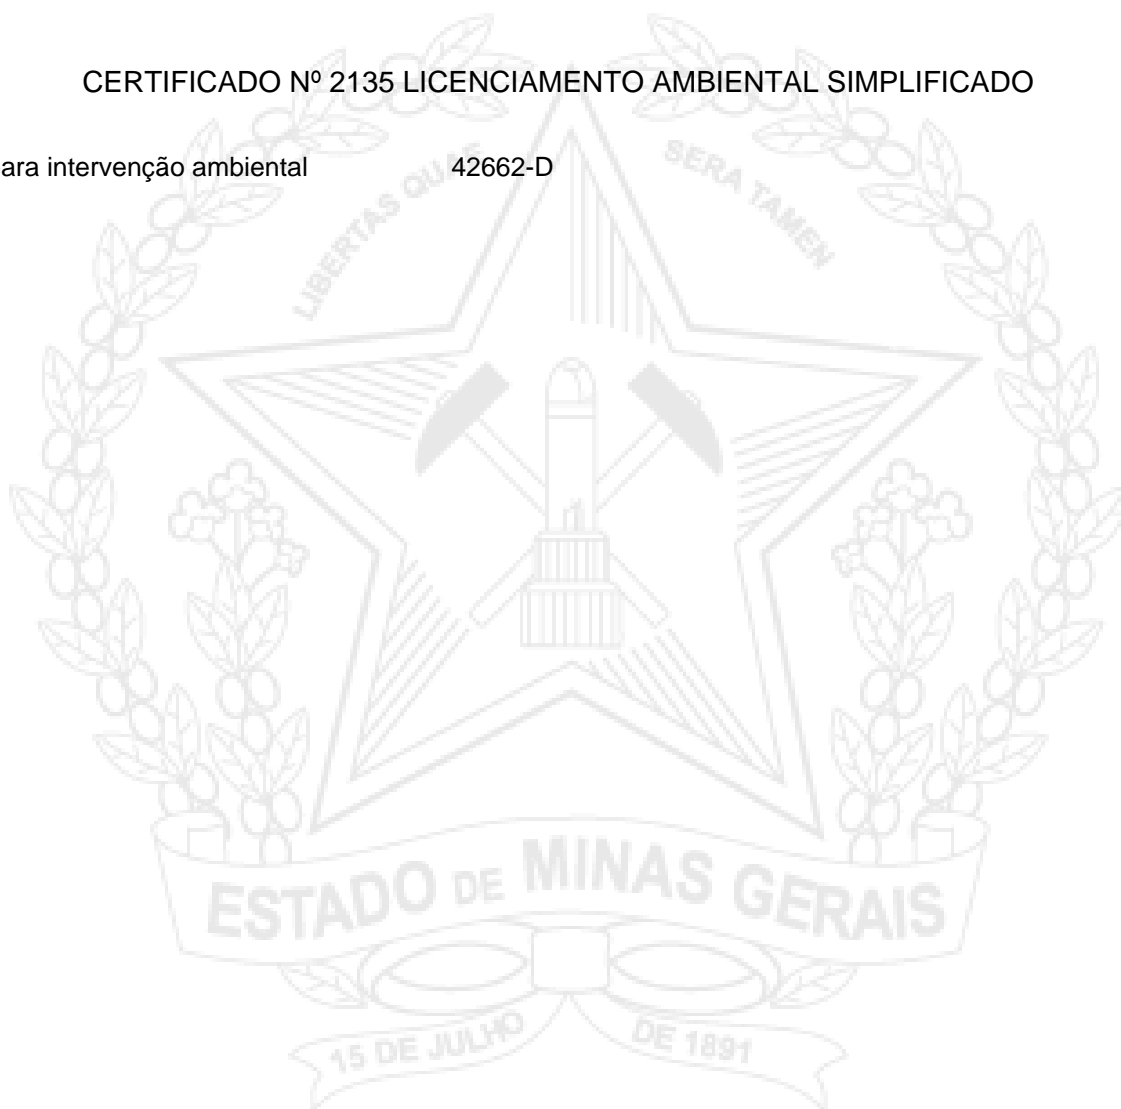 CERTIFICADO Nº 2135 LICENCIAMENTO AMBIENTAL SIMPLIFICADO
ara intervenção ambiental 42662-D
LIBERTAS QUAE SERA TAMEN
ESTADO DE MINAS GERAIS
15 DE JULHO DE 1891